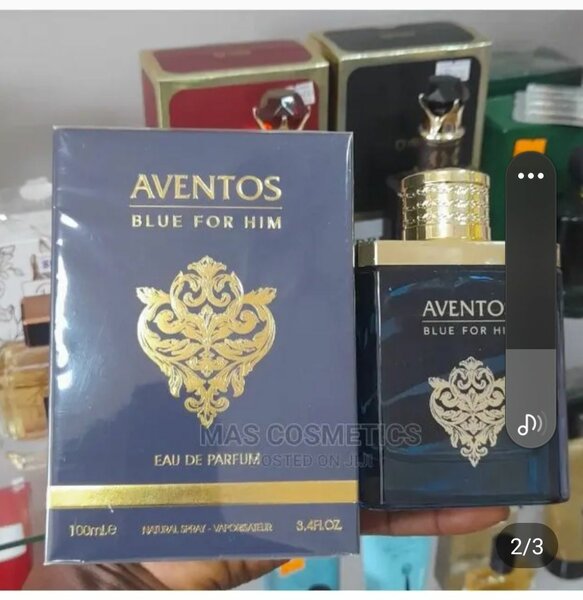 AVENTOS
BLUE FOR HIM
EAU DE PARFUM
100ml.e
NATURAL SPRAY - VAPORISATEUR
3.4FL.OZ
AVENTOS
BLUE FOR
MAS COSMETICS
POSTED ON JIJI
2/3